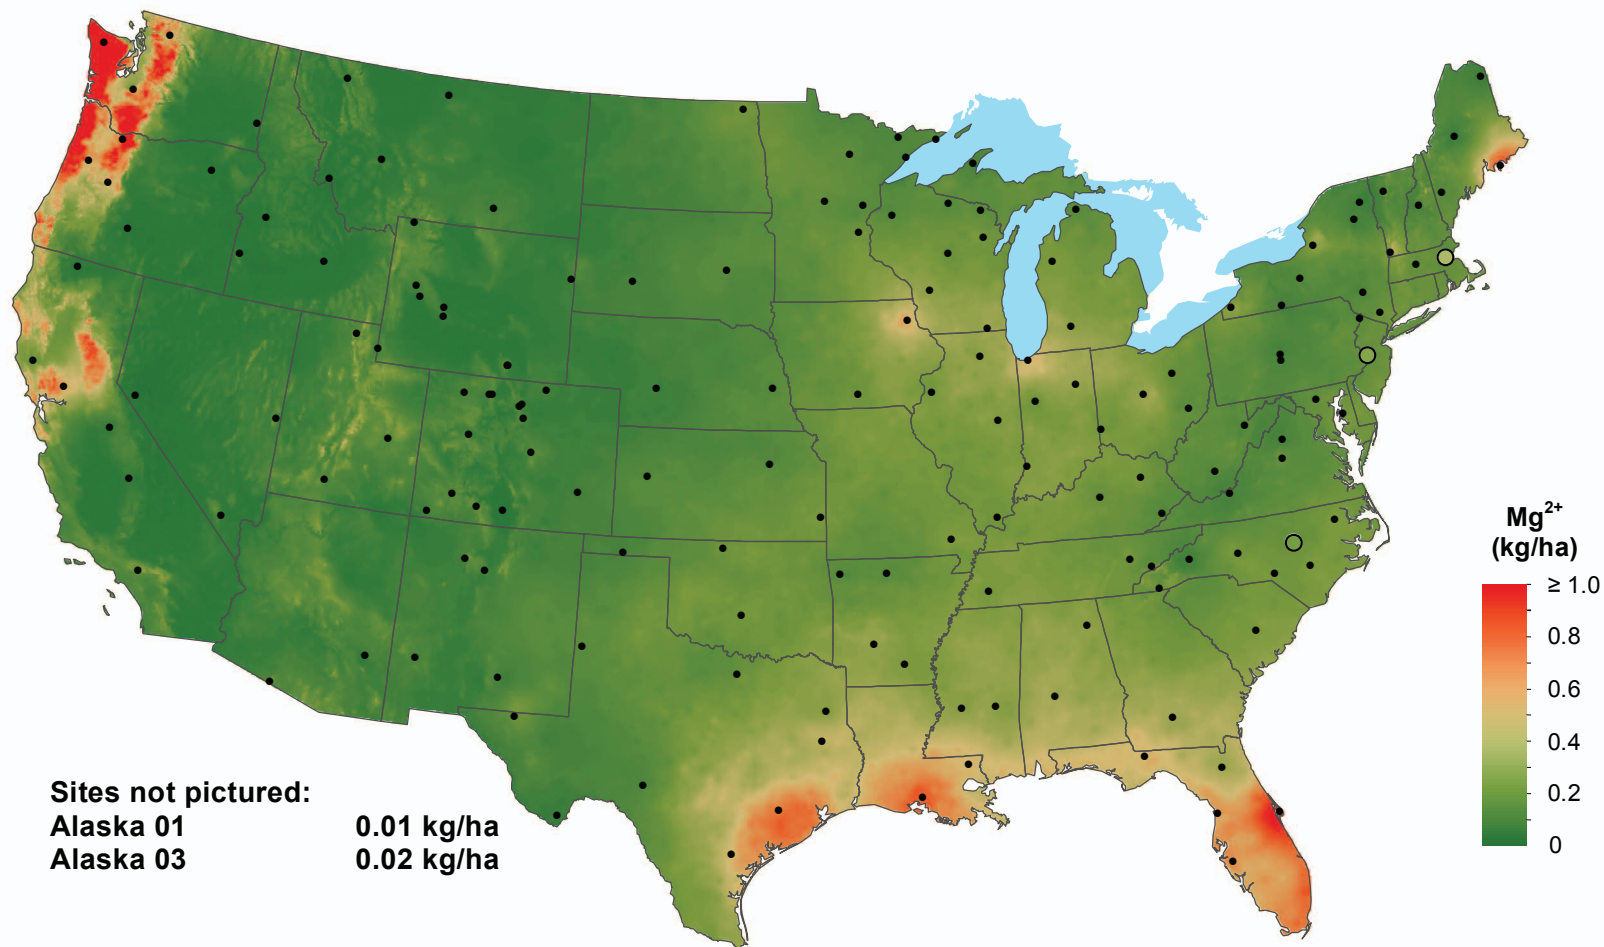 Mg²⁺
(kg/ha)
≥ 1.0
0.8
0.6
0.4
0.2
0
Sites not pictured:
Alaska 01 0.01 kg/ha
Alaska 03 0.02 kg/ha